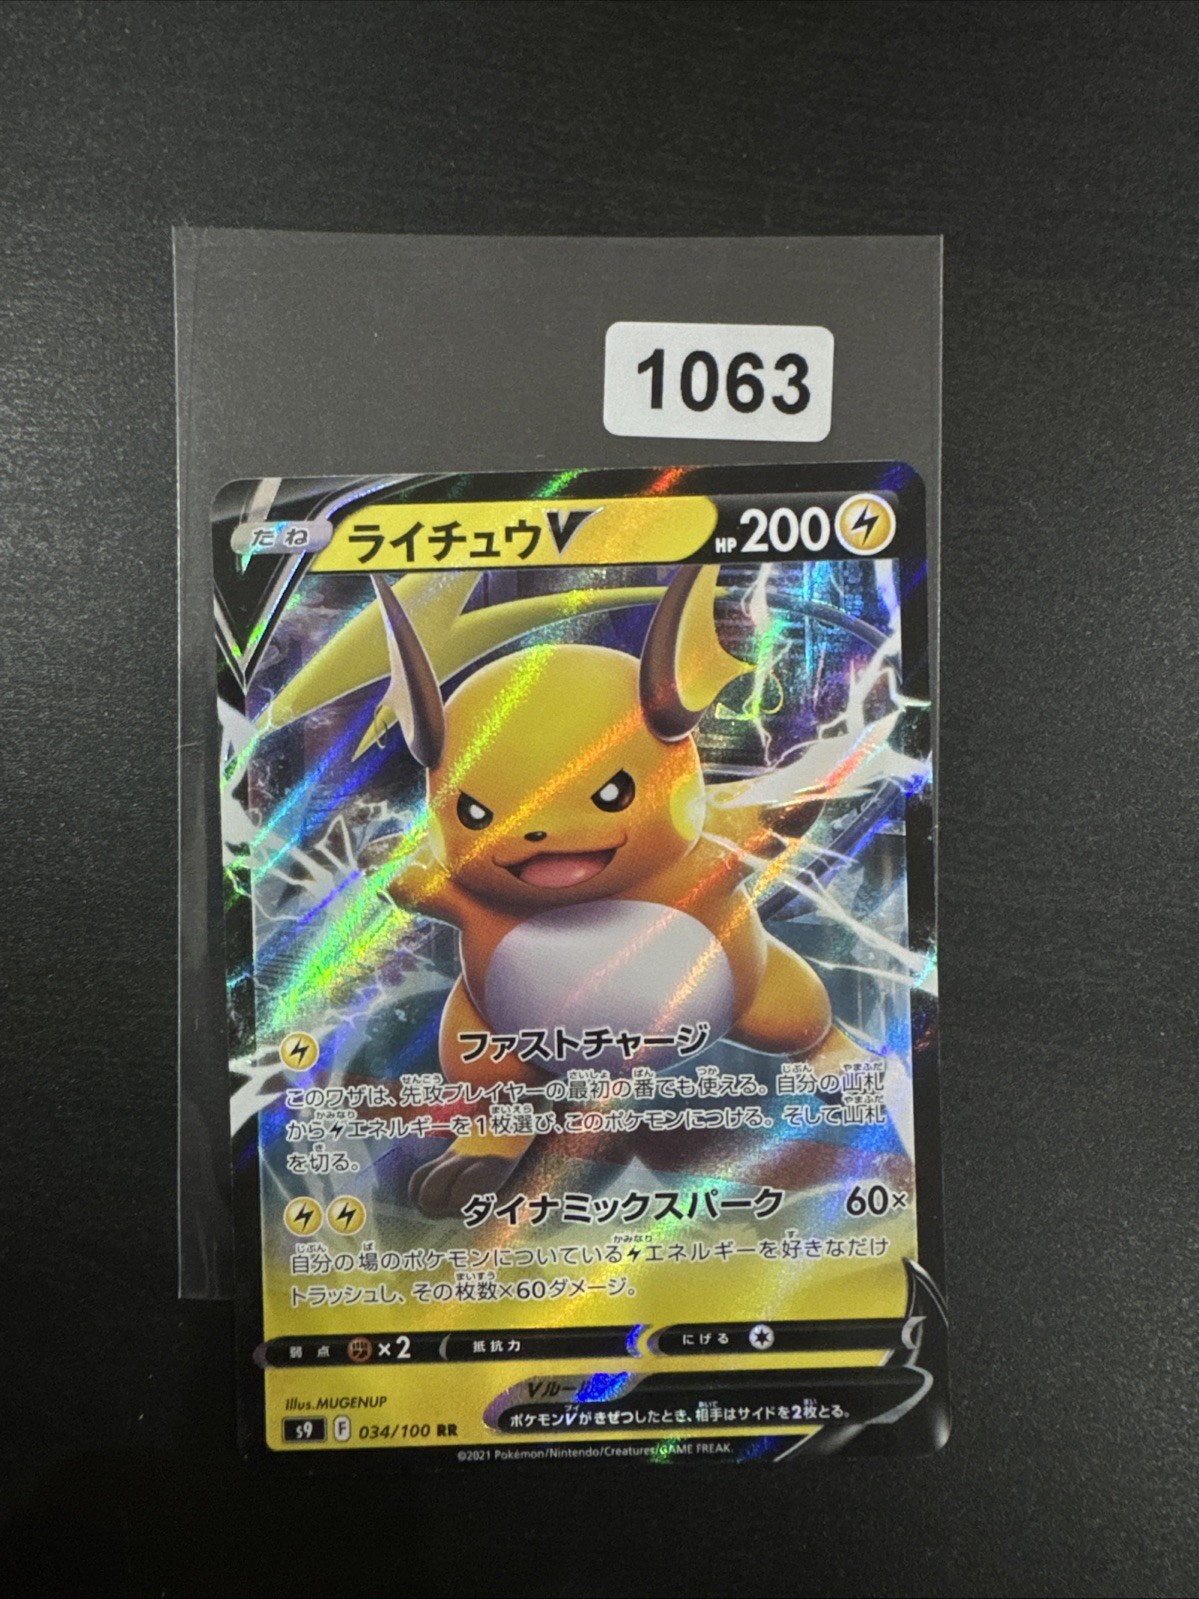 1063
たね ライチュウV HP 200
ファストチャージ
このワザは、先攻プレイヤーの最初の番でも使える。自分の山札
から エネルギーを1枚選び、このポケモンにつける。そして山札
を切る。
ダイナミックスパーク 60×
自分の場のポケモンについている エネルギーを好きなだけ
トラッシュし、その枚数×60ダメージ。
弱点 ×2 抵抗力 にげる
Illus.MUGENUP
Vルール
ポケモンVがきぜつしたとき、相手はサイドを2枚とる。
s9 F 034/100 RR
©2021 Pokémon/Nintendo/Creatures/GAME FREAK.